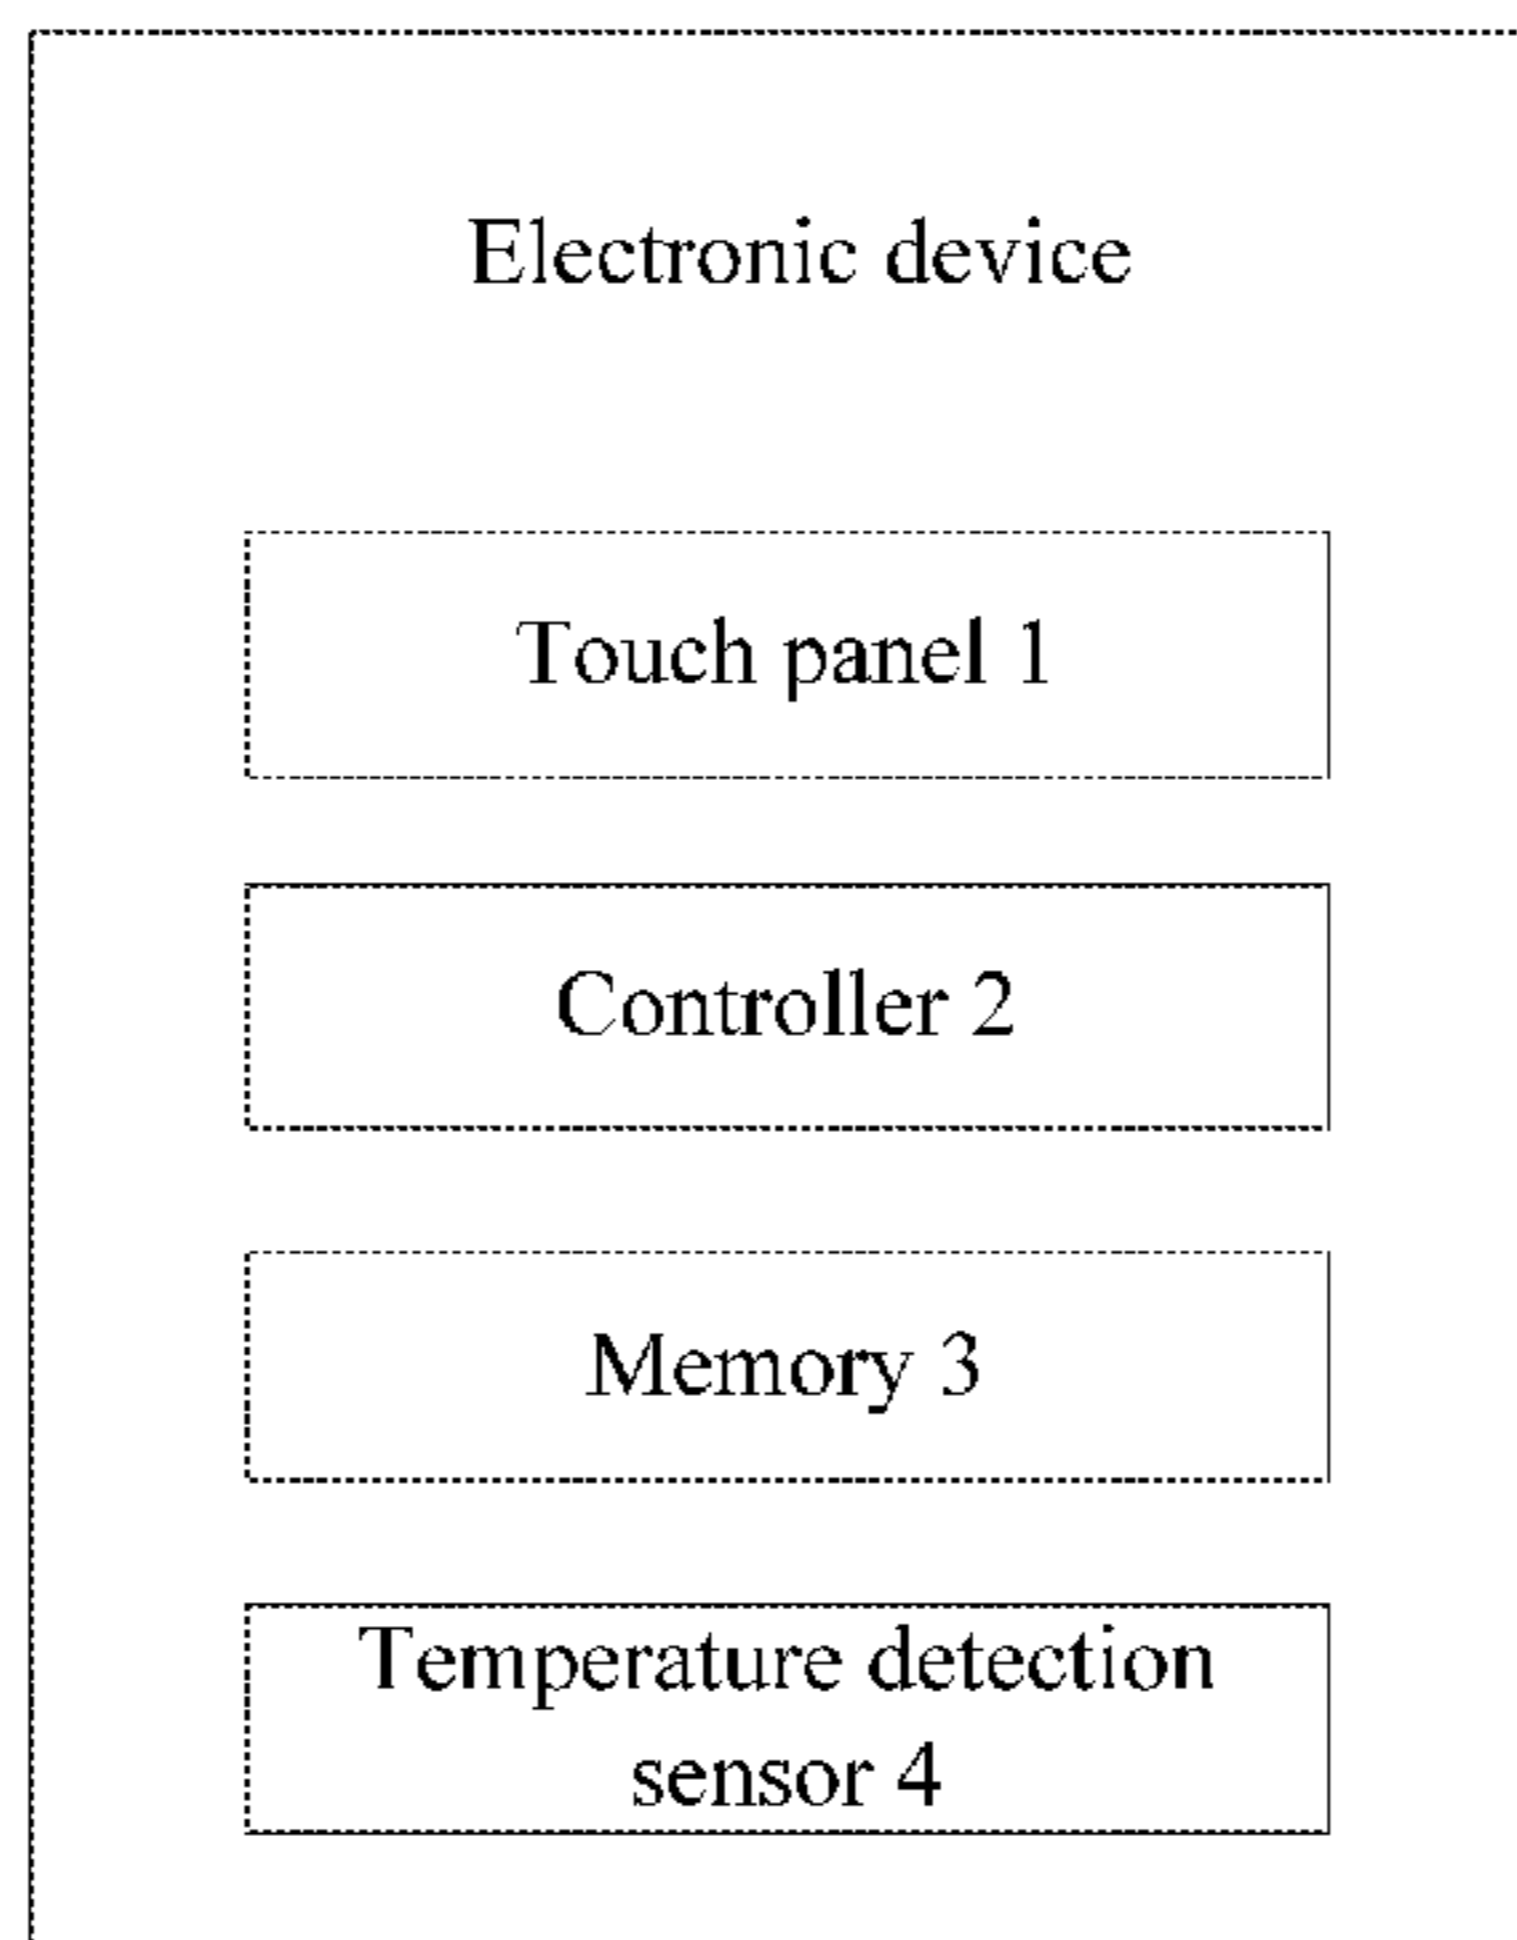 Electronic device
Touch panel 1
Controller 2
Memory 3
Temperature detection
sensor 4